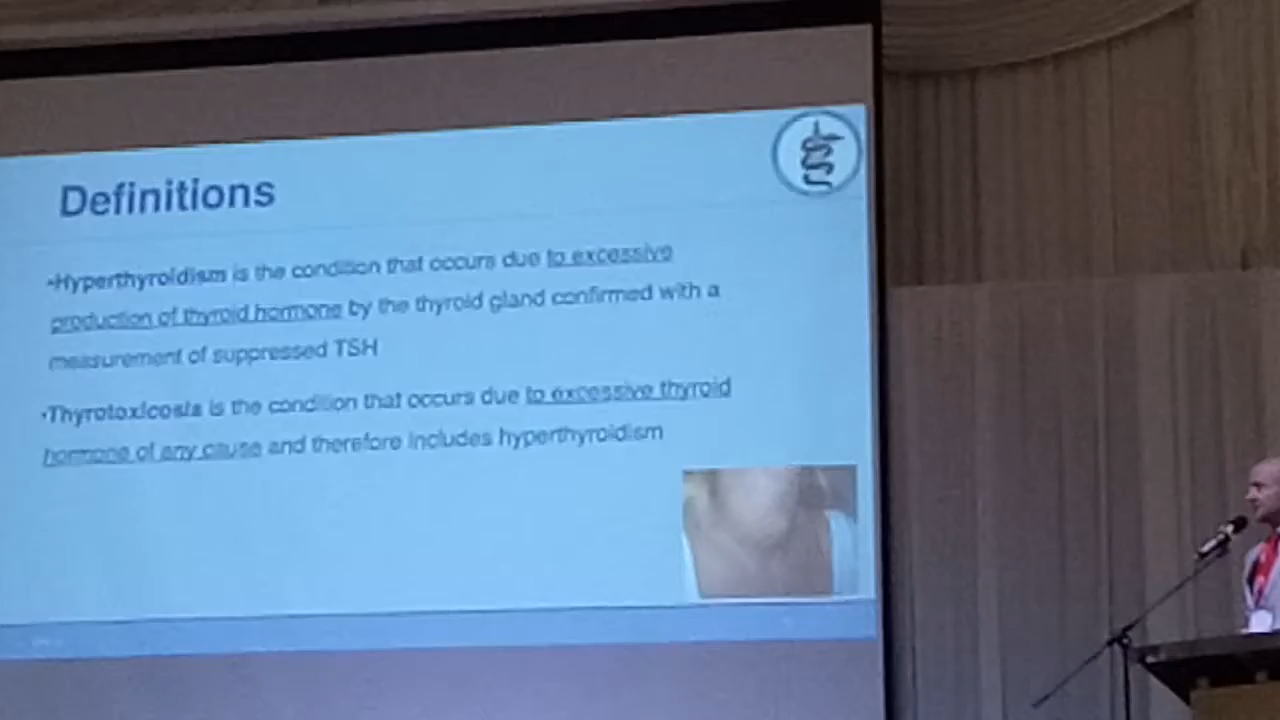 Definitions
•Hyperthyroidism is the condition that occurs due to excessive
production of thyroid hormone by the thyroid gland confirmed with a
measurement of suppressed TSH
•Thyrotoxicosis is the condition that occurs due to excessive thyroid
hormone of any cause and therefore includes hyperthyroidism